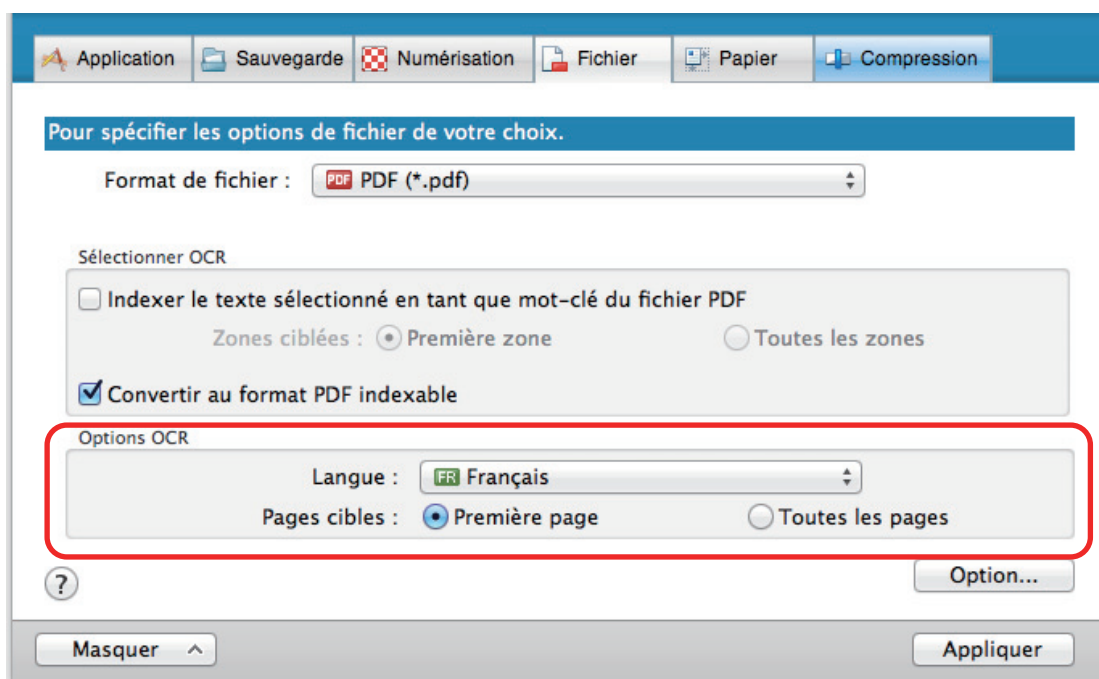 Application Sauvegarde Numérisation Fichier Papier Compression
Pour spécifier les options de fichier de votre choix.
Format de fichier : PDF PDF (*.pdf)
Sélectionner OCR
Indexer le texte sélectionné en tant que mot-clé du fichier PDF
Zones ciblées : Première zone Toutes les zones
Convertir au format PDF indexable
Options OCR
Langue : FR Français
Pages cibles : Première page Toutes les pages
? Option...
Masquer Appliquer